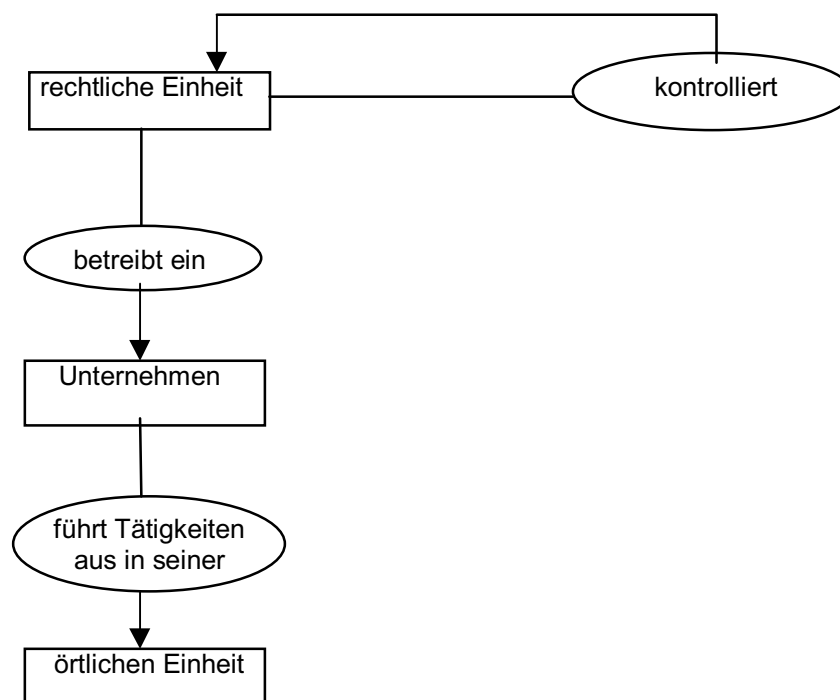 rechtliche Einheit
kontrolliert
betreibt ein
Unternehmen
führt Tätigkeiten
aus in seiner
örtlichen Einheit